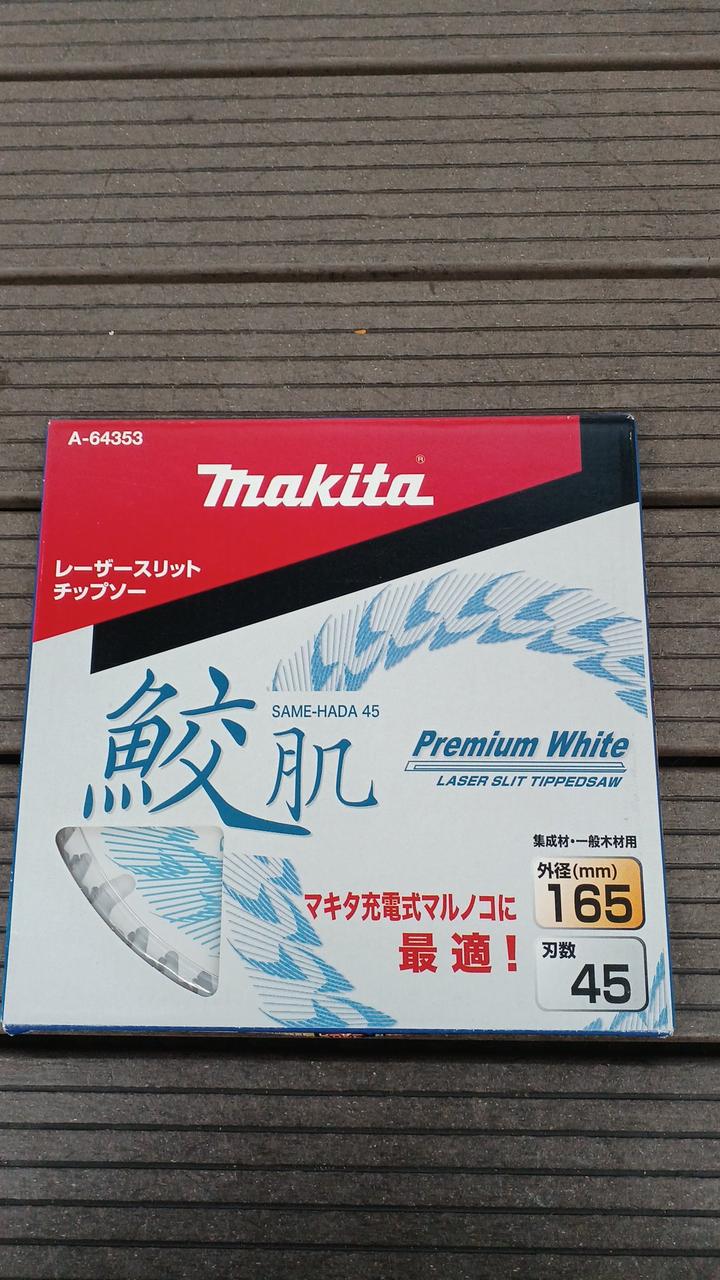 A-64353
makita®
レーザースリット
チップソー
鮫肌
SAME-HADA 45
Premium White
LASER SLIT TIPPEDSAW
集成材・一般木材用
外径(mm)
165
マキタ充電式マルノコに
最適！
刃数
45